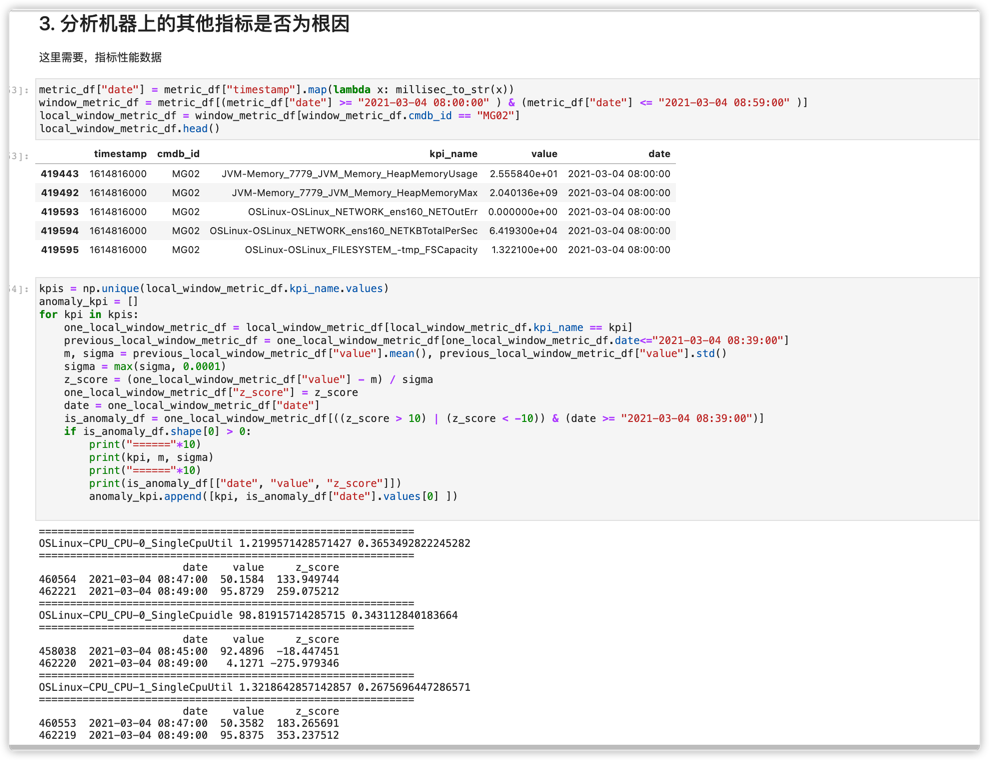 3. 分析机器上的其他指标是否为根因
这里需要，指标性能数据
metric_df["date"] = metric_df["timestamp"].map(lambda x: millisec_to_str(x))
window_metric_df = metric_df[(metric_df["date"] >= "2021-03-04 08:00:00" ) & (metric_df["date"] <= "2021-03-04 08:59:00" )]
local_window_metric_df = window_metric_df[window_metric_df.cmdb_id == "MG02"]
local_window_metric_df.head()
timestamp cmdb_id kpi_name value date
419443 1614816000 MG02 JVM-Memory_7779_JVM_Memory_HeapMemoryUsage 2.555840e+01 2021-03-04 08:00:00
419492 1614816000 MG02 JVM-Memory_7779_JVM_Memory_HeapMemoryMax 2.040136e+09 2021-03-04 08:00:00
419593 1614816000 MG02 OSLinux-OSLinux_NETWORK_ens160_NETOutErr 0.000000e+00 2021-03-04 08:00:00
419594 1614816000 MG02 OSLinux-OSLinux_NETWORK_ens160_NETKBTotalPerSec 6.419300e+04 2021-03-04 08:00:00
419595 1614816000 MG02 OSLinux-OSLinux_FILESYSTEM_-tmp_FSCapacity 1.322100e+01 2021-03-04 08:00:00
kpis = np.unique(local_window_metric_df.kpi_name.values)
anomaly_kpi = []
for kpi in kpis:
    one_local_window_metric_df = local_window_metric_df[local_window_metric_df.kpi_name == kpi]
    previous_local_window_metric_df = one_local_window_metric_df[one_local_window_metric_df.date<="2021-03-04 08:39:00"]
    m, sigma = previous_local_window_metric_df["value"].mean(), previous_local_window_metric_df["value"].std()
    sigma = max(sigma, 0.0001)
    z_score = (one_local_window_metric_df["value"] - m) / sigma
    one_local_window_metric_df["z_score"] = z_score
    date = one_local_window_metric_df["date"]
    is_anomaly_df = one_local_window_metric_df[((z_score > 10) | (z_score < -10)) & (date >= "2021-03-04 08:39:00")]
    if is_anomaly_df.shape[0] > 0:
        print("======"*10)
        print(kpi, m, sigma)
        print("======"*10)
        print(is_anomaly_df[["date", "value", "z_score"]])
        anomaly_kpi.append([kpi, is_anomaly_df["date"].values[0] ])
============================================================
OSLinux-CPU_CPU-0_SingleCpuUtil 1.2199571428571427 0.3653492822245282
============================================================
date value z_score
460564 2021-03-04 08:47:00 50.1584 133.949744
462221 2021-03-04 08:49:00 95.8729 259.075212
============================================================
OSLinux-CPU_CPU-0_SingleCpuidle 98.81915714285715 0.343112840183664
============================================================
date value z_score
458038 2021-03-04 08:45:00 92.4896 -18.447451
462220 2021-03-04 08:49:00 4.1271 -275.979346
============================================================
OSLinux-CPU_CPU-1_SingleCpuUtil 1.3218642857142857 0.2675696447286571
============================================================
date value z_score
460553 2021-03-04 08:47:00 50.3582 183.265691
462219 2021-03-04 08:49:00 95.8375 353.237512